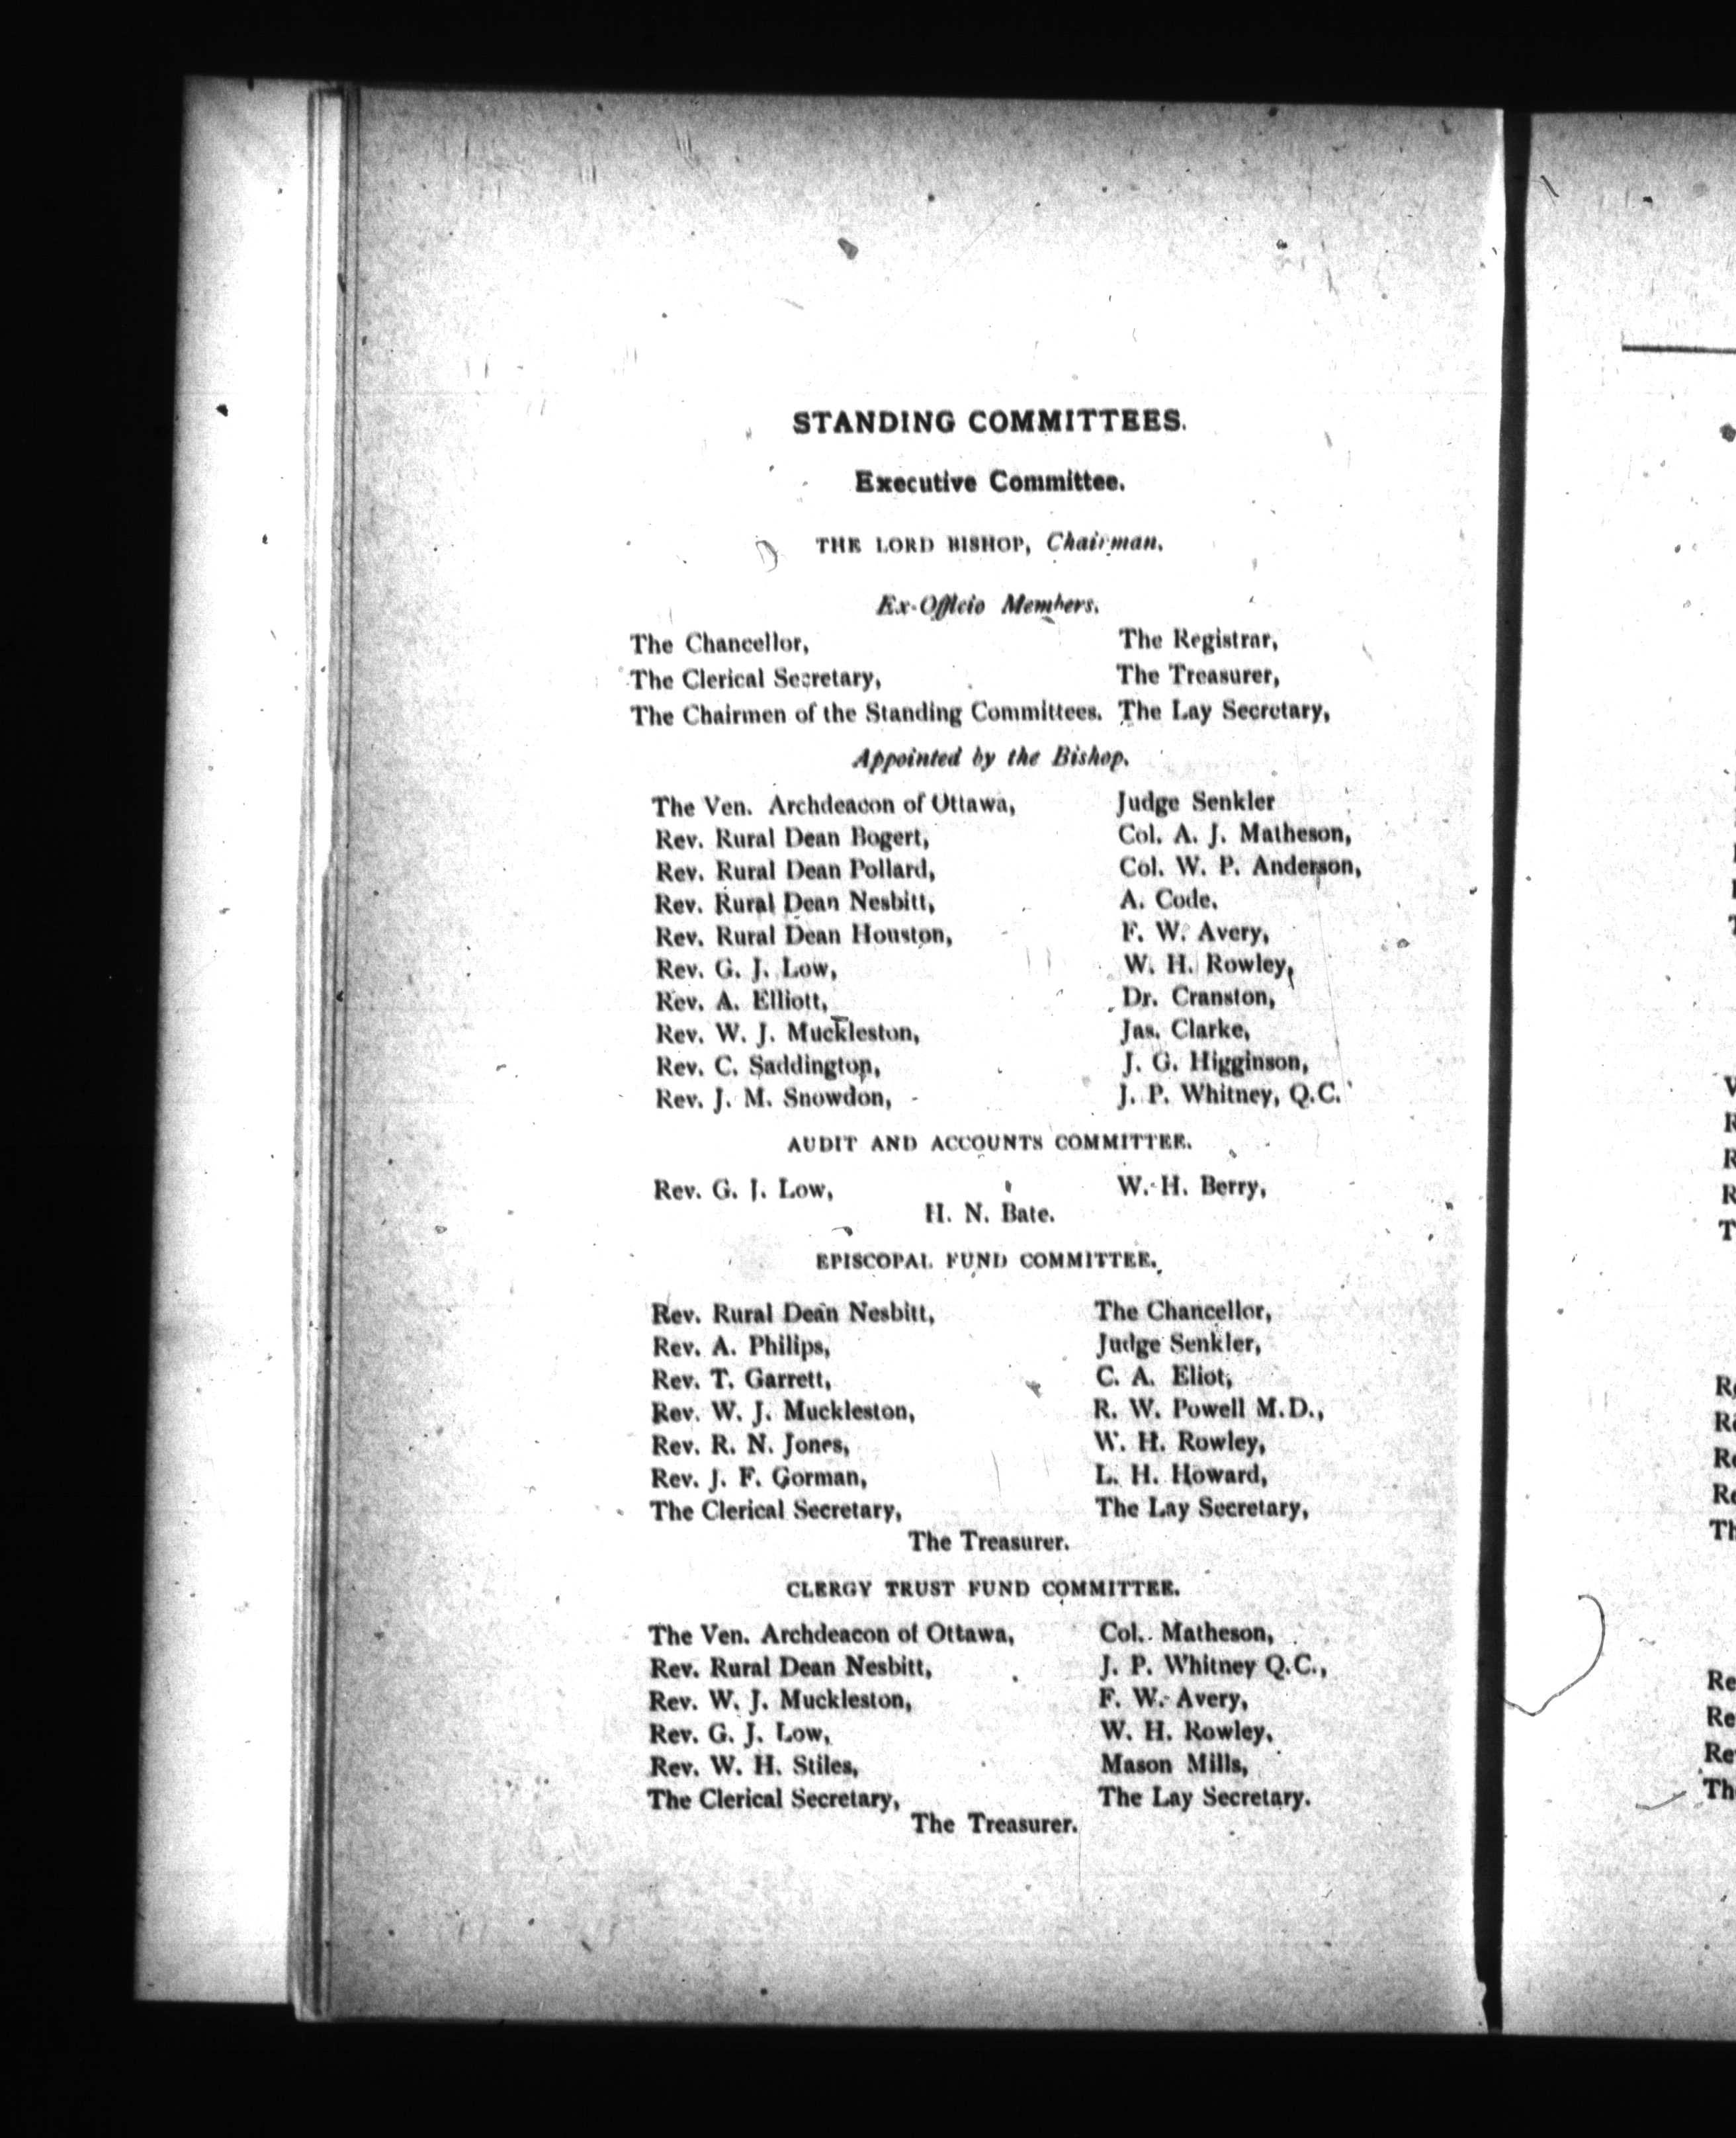 STANDING COMMITTEES.
Executive Committee.
THE LORD BISHOP, Chairman.
Ex-Officio Members.
The Chancellor, The Registrar,
The Clerical Secretary, The Treasurer,
The Chairmen of the Standing Committees. The Lay Secretary,
Appointed by the Bishop.
The Ven. Archdeacon of Ottawa, Judge Senkler
Rev. Rural Dean Bogert, Col. A. J. Matheson,
Rev. Rural Dean Pollard, Col. W. P. Anderson,
Rev. Rural Dean Nesbitt, A. Code.
Rev. Rural Dean Houston, F. W. Avery,
Rev. G. J. Low, W. H. Rowley,
Rev. A. Elliott, Dr. Cranston,
Rev. W. J. Muckleston, Jas. Clarke,
Rev. C. Saddington, J. G. Higginson,
Rev. J. M. Snowdon, J. P. Whitney, Q.C.
AUDIT AND ACCOUNTS COMMITTEE.
Rev. G. J. Low, W. H. Berry,
H. N. Bate.
EPISCOPAL FUND COMMITTEE.
Rev. Rural Dean Nesbitt, The Chancellor,
Rev. A. Philips, Judge Senkler,
Rev. T. Garrett, C. A. Eliot,
Rev. W. J. Muckleston, R. W. Powell M.D.,
Rev. R. N. Jones, W. H. Rowley,
Rev. J. F. Gorman, L. H. Howard,
The Clerical Secretary, The Lay Secretary,
The Treasurer.
CLERGY TRUST FUND COMMITTEE.
The Ven. Archdeacon of Ottawa, Col. Matheson,
Rev. Rural Dean Nesbitt, J. P. Whitney Q.C.,
Rev. W. J. Muckleston, F. W. Avery,
Rev. G. J. Low, W. H. Rowley,
Rev. W. H. Stiles, Mason Mills,
The Clerical Secretary, The Lay Secretary.
The Treasurer.